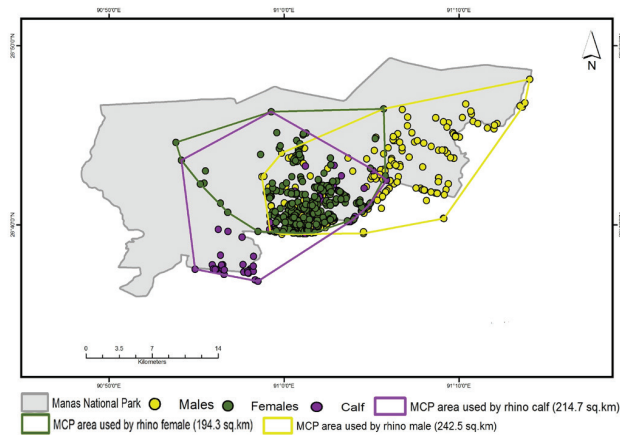 90°50'0"E 91°0'0"E 91°10'0"E
26°50'0"N
N
26°40'0"N
0 3.5 7 14
Kilometers
90°50'0"E 91°0'0"E 91°10'0"E
Manas National Park Males Females Calf MCP area used by rhino calf (214.7 sq.km)
MCP area used by rhino female (194.3 sq.km) MCP area used by rhino male (242.5 sq.km)